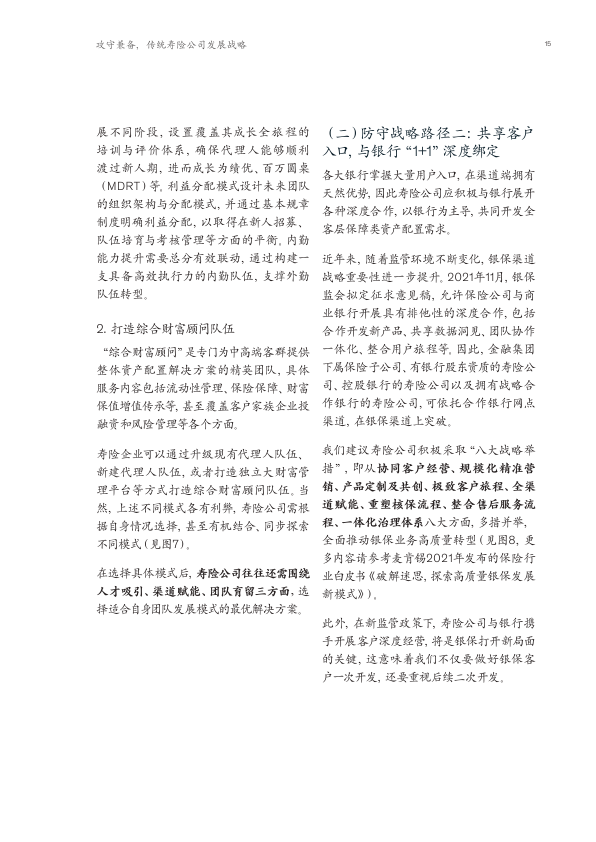 攻守兼备，传统寿险公司发展战略
15
展不同阶段，设置覆盖其成长全旅程的
培训与评价体系，确保代理人能够顺利
渡过新人期，进而成长为绩优、百万圆桌
（MDRT）等。利益分配模式设计未来团队
的组织架构与分配模式，并通过基本规章
制度明确利益分配，以取得在新人招募、
队伍培育与考核管理等方面的平衡。内勤
能力提升需要总分有效联动，通过构建一
支具备高效执行力的内勤队伍，支撑外勤
队伍转型。
2. 打造综合财富顾问队伍
“综合财富顾问”是专门为中高端客群提供
整体资产配置解决方案的精英团队，具体
服务内容包括流动性管理、保险保障、财富
保值增值传承等，甚至覆盖客户家族企业投
融资和风险管理等各个方面。
寿险企业可以通过升级现有代理人队伍、
新建代理人队伍，或者打造独立大财富管
理平台等方式打造综合财富顾问队伍。当
然，上述不同模式各有利弊，寿险公司需根
据自身情况选择，甚至有机结合、同步探索
不同模式（见图7）。
在选择具体模式后，寿险公司往往还需围绕
人才吸引、渠道赋能、团队育留三方面，选
择适合自身团队发展模式的最优解决方案。
（二）防守战略路径二：共享客户
入口，与银行“1+1”深度绑定
各大银行掌握大量用户入口，在渠道端拥有
天然优势，因此寿险公司应积极与银行展开
各种深度合作，以银行为主导，共同开发全
客层保障类资产配置需求。
近年来，随着监管环境不断变化，银保渠道
战略重要性进一步提升。2021年11月，银保
监会拟定征求意见稿，允许保险公司与商
业银行开展具有排他性的深度合作，包括
合作开发新产品、共享数据洞见、团队协作
一体化、整合用户旅程等。因此，金融集团
下属保险子公司、有银行股东资质的寿险公
司、控股银行的寿险公司以及拥有战略合
作银行的寿险公司，可依托合作银行网点
渠道，在银保渠道上突破。
我们建议寿险公司积极采取“八大战略举
措”，即从协同客户经营、规模化精准营
销、产品定制及共创、极致客户旅程、全渠
道赋能、重塑核保流程、整合售后服务流
程、一体化治理体系八大方面，多措并举，
全面推动银保业务高质量转型（见图8，更
多内容请参考麦肯锡2021年发布的保险行
业白皮书《破解迷思，探索高质量银保发展
新模式》）。
此外，在新监管政策下，寿险公司与银行携
手开展客户深度经营，将是银保打开新局面
的关键，这意味着我们不仅要做好银保客
户一次开发，还要重视后续二次开发。